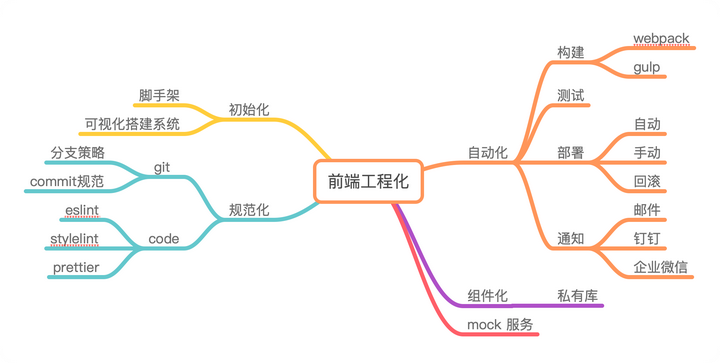 前端工程化
初始化
脚手架
可视化搭建系统
规范化
git
分支策略
commit规范
code
eslint
stylelint
prettier
自动化
构建
webpack
gulp
测试
部署
自动
手动
回滚
通知
邮件
钉钉
企业微信
组件化
私有库
mock 服务